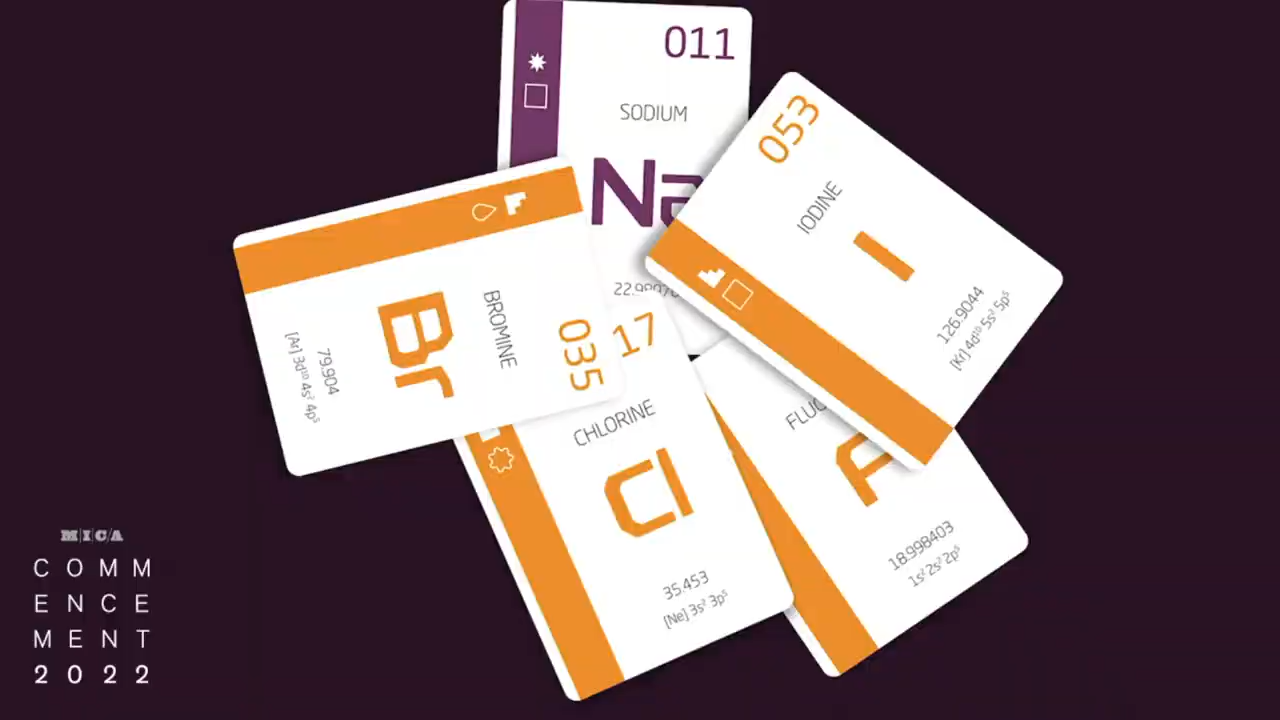 011
SODIUM
Na
053
IODINE
I
126.9044
[Kr] 4d¹⁰ 5s² 5p⁵
035
BROMINE
Br
79.904
[Ar] 3d¹⁰ 4s² 4p⁵
17
CHLORINE
Cl
35.453
[Ne] 3s² 3p⁵
F
18.998403
1s² 2s² 2p⁵
M|I|C|A
COMM
ENCE
MENT
2022